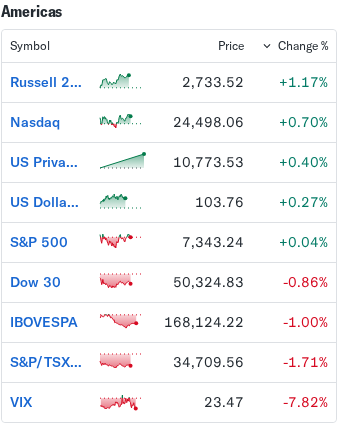 Americas
Symbol Price Change %
Russell 2... 2,733.52 +1.17%
Nasdaq 24,498.06 +0.70%
US Priva... 10,773.53 +0.40%
US Dolla... 103.76 +0.27%
S&P 500 7,343.24 +0.04%
Dow 30 50,324.83 -0.86%
IBOVESPA 168,124.22 -1.00%
S&P/TSX... 34,709.56 -1.71%
VIX 23.47 -7.82%